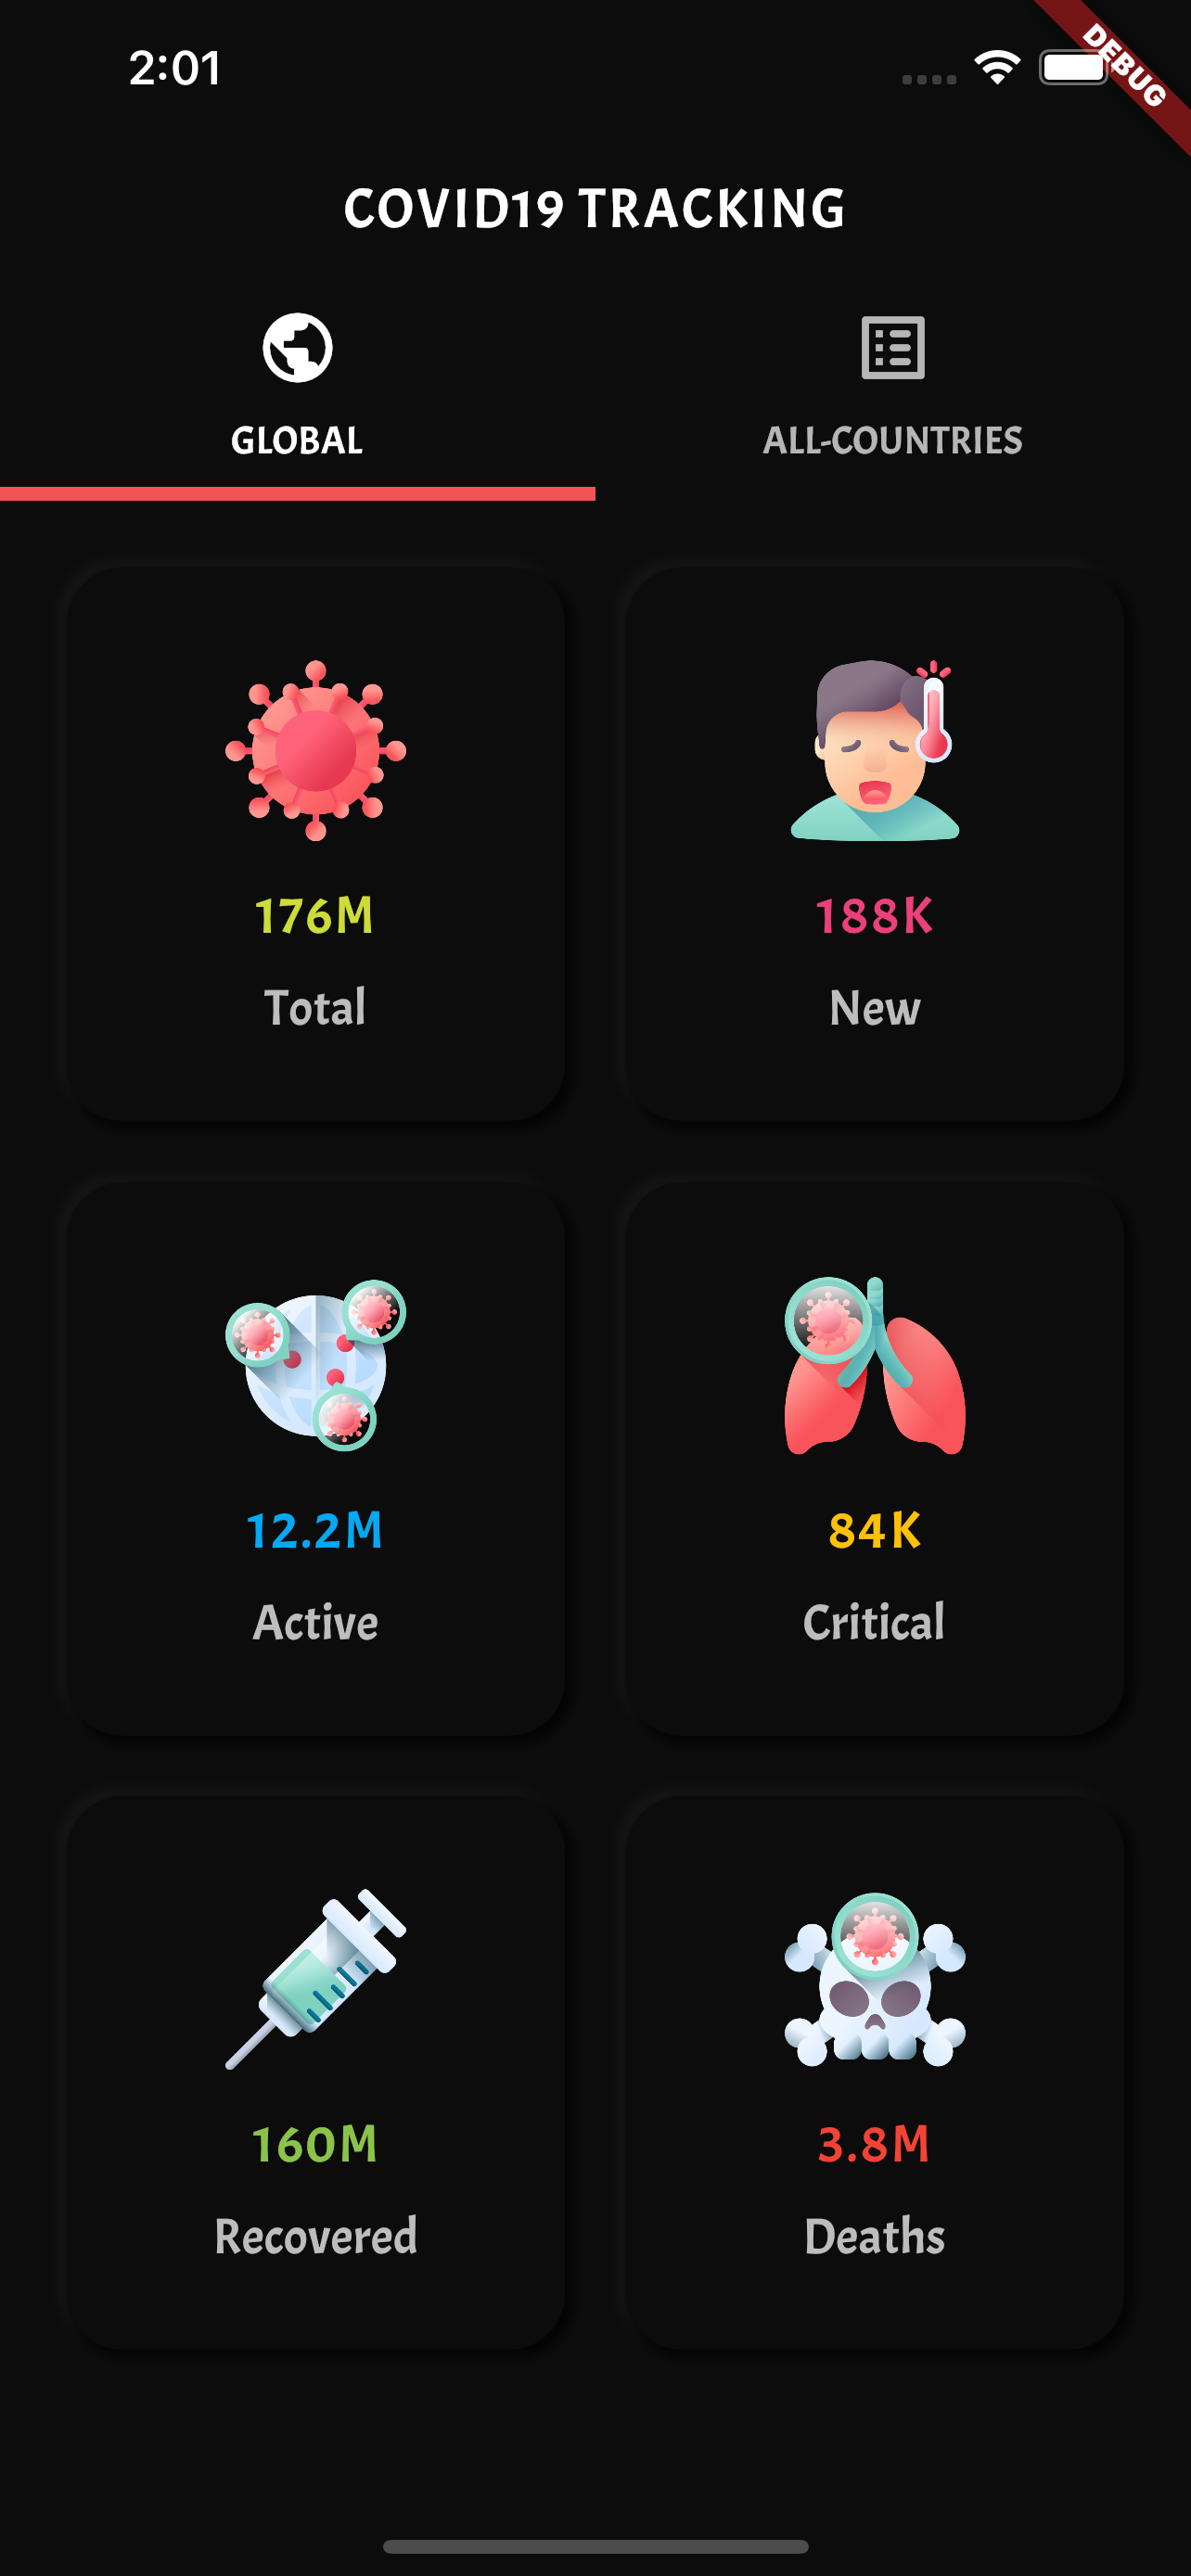 2:01
DEBUG
COVID19 TRACKING
GLOBAL
ALL-COUNTRIES
176M
Total
188K
New
12.2M
Active
84K
Critical
160M
Recovered
3.8M
Deaths